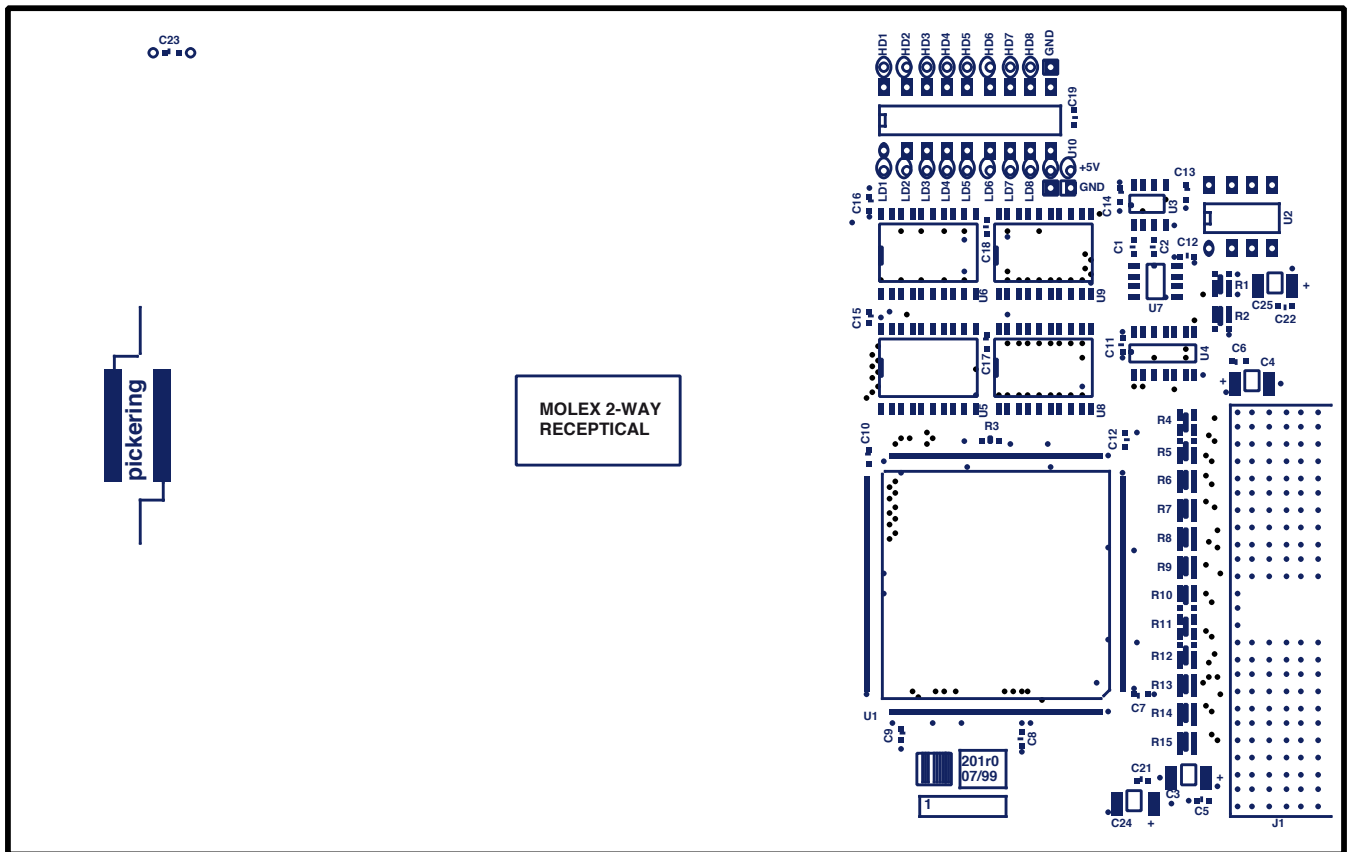 C23
HD1
HD2
HD3
HD4
HD5
HD6
HD7
HD8
GND
C19
U10
+5V
GND
LD1
LD2
LD3
LD4
LD5
LD6
LD7
LD8
C16
C18
U6
U9
C14
U3
C13
U2
C1
C2
C12
U7
R1
C25
+
C22
R2
C15
C17
U5
U8
C11
U4
C6
C4
+
pickering
MOLEX 2-WAY
RECEPTICAL
C10
R3
C12
R4
R5
R6
R7
R8
R9
R10
R11
R12
R13
R14
R15
U1
C7
C9
C8
201r0
07/99
1
C21
C3
+
C5
C24
+
J1